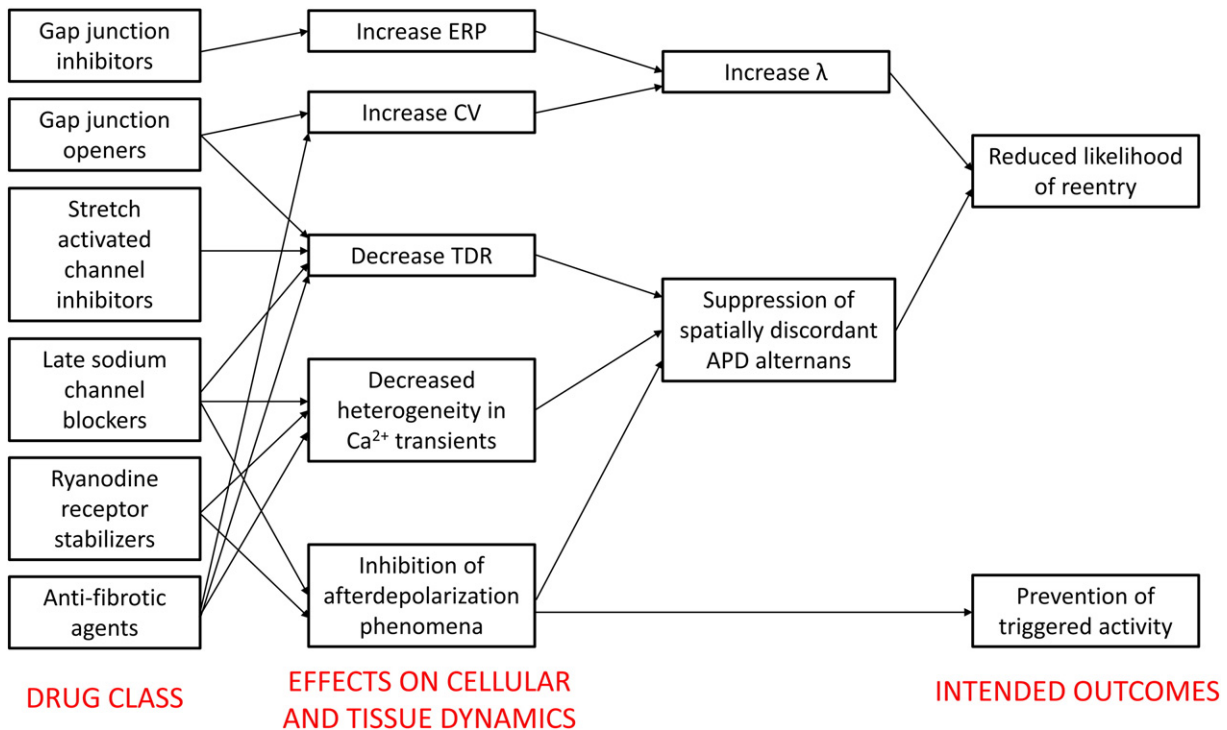 Gap junction
inhibitors
Gap junction
openers
Stretch
activated
channel
inhibitors
Late sodium
channel
blockers
Ryanodine
receptor
stabilizers
Anti-fibrotic
agents
DRUG CLASS
Increase ERP
Increase CV
Decrease TDR
Decreased
heterogeneity in
Ca²⁺ transients
Inhibition of
afterdepolarization
phenomena
EFFECTS ON CELLULAR
AND TISSUE DYNAMICS
Increase λ
Suppression of
spatially discordant
APD alternans
Reduced likelihood
of reentry
Prevention of
triggered activity
INTENDED OUTCOMES